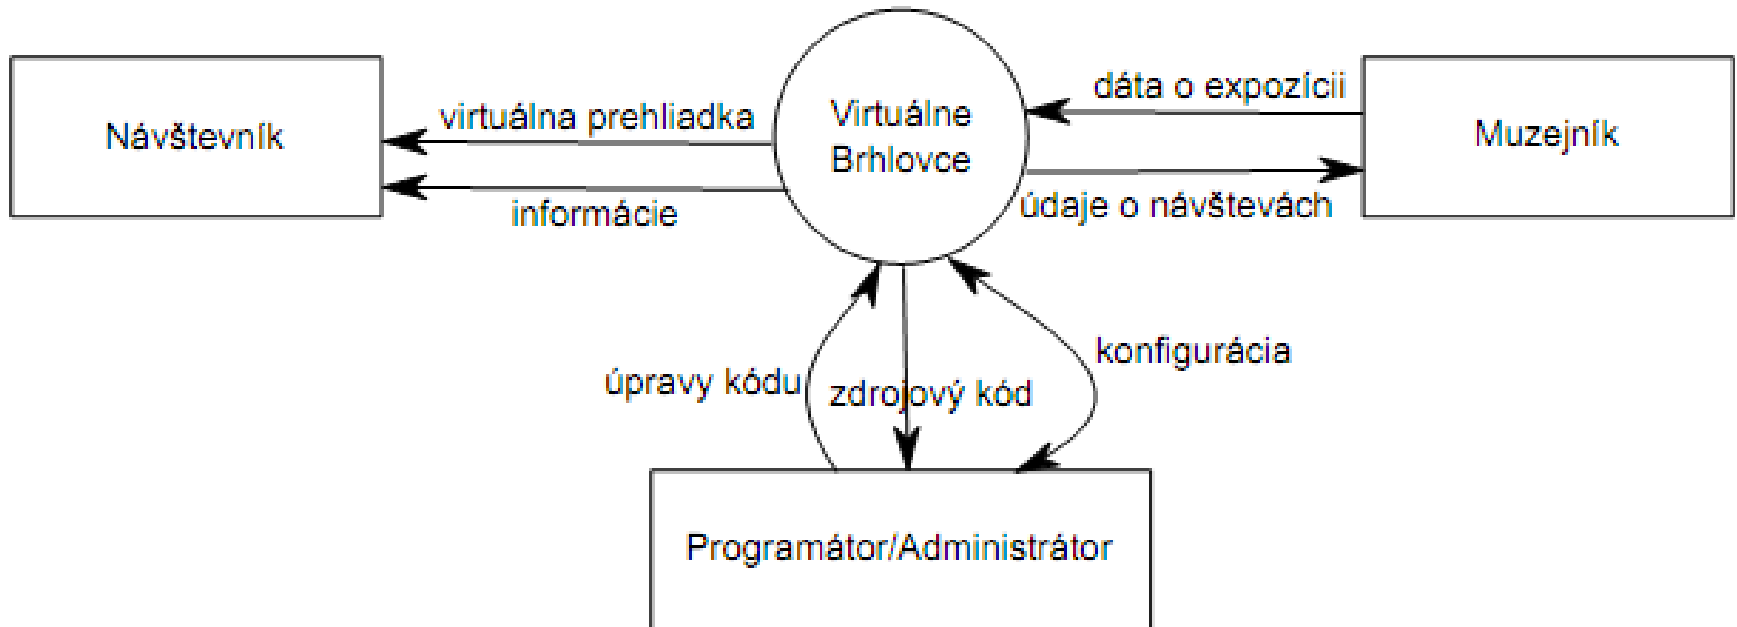 Návštevník
virtuálna prehliadka
informácie
Virtuálne
Brhlovce
dáta o expozícii
údaje o návštevách
Muzejník
úpravy kódu
zdrojový kód
konfigurácia
Programátor/Administrátor